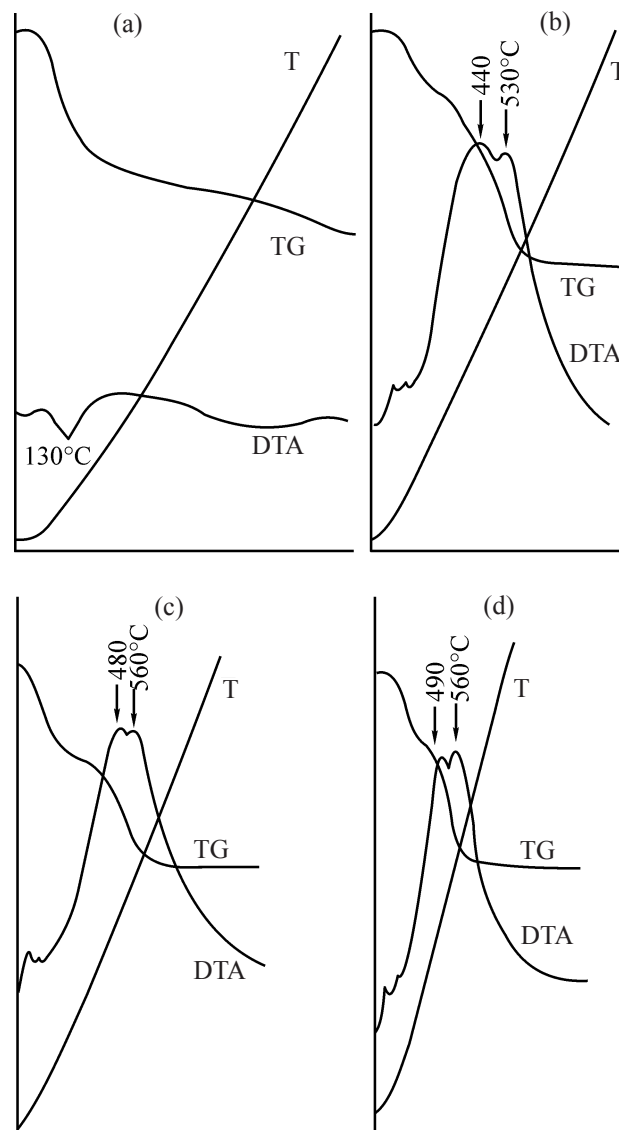 (a)
T
TG
130°C
DTA
(b)
440
530°C
T
TG
DTA
(c)
480
560°C
T
TG
DTA
(d)
490
560°C
T
TG
DTA